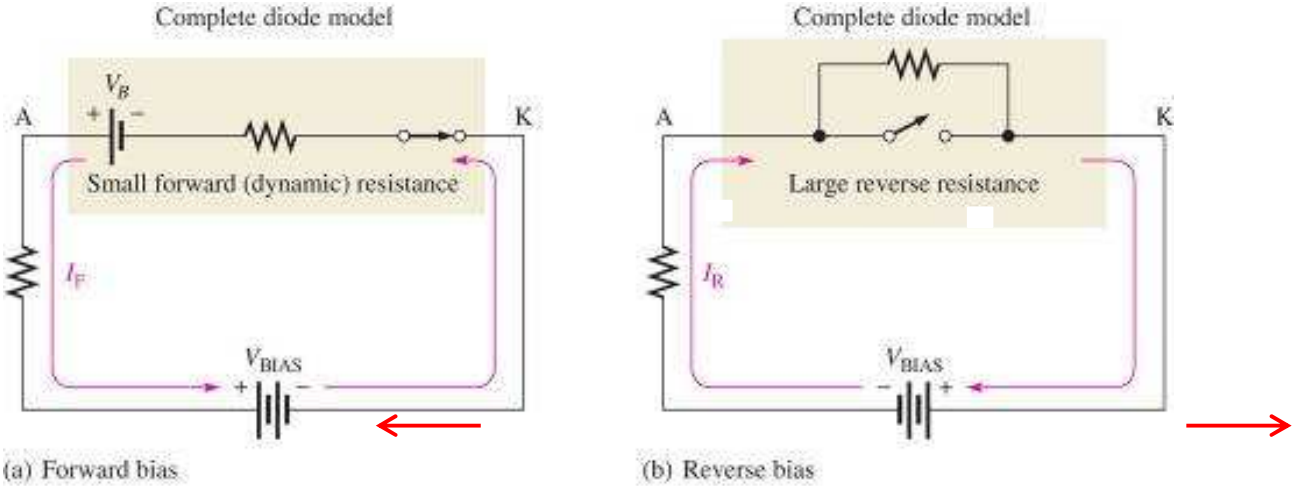 Complete diode model
V_B
+ −
A K
Small forward (dynamic) resistance
I_F
V_BIAS
+ −
(a) Forward bias
Complete diode model
A K
Large reverse resistance
I_R
V_BIAS
− +
(b) Reverse bias